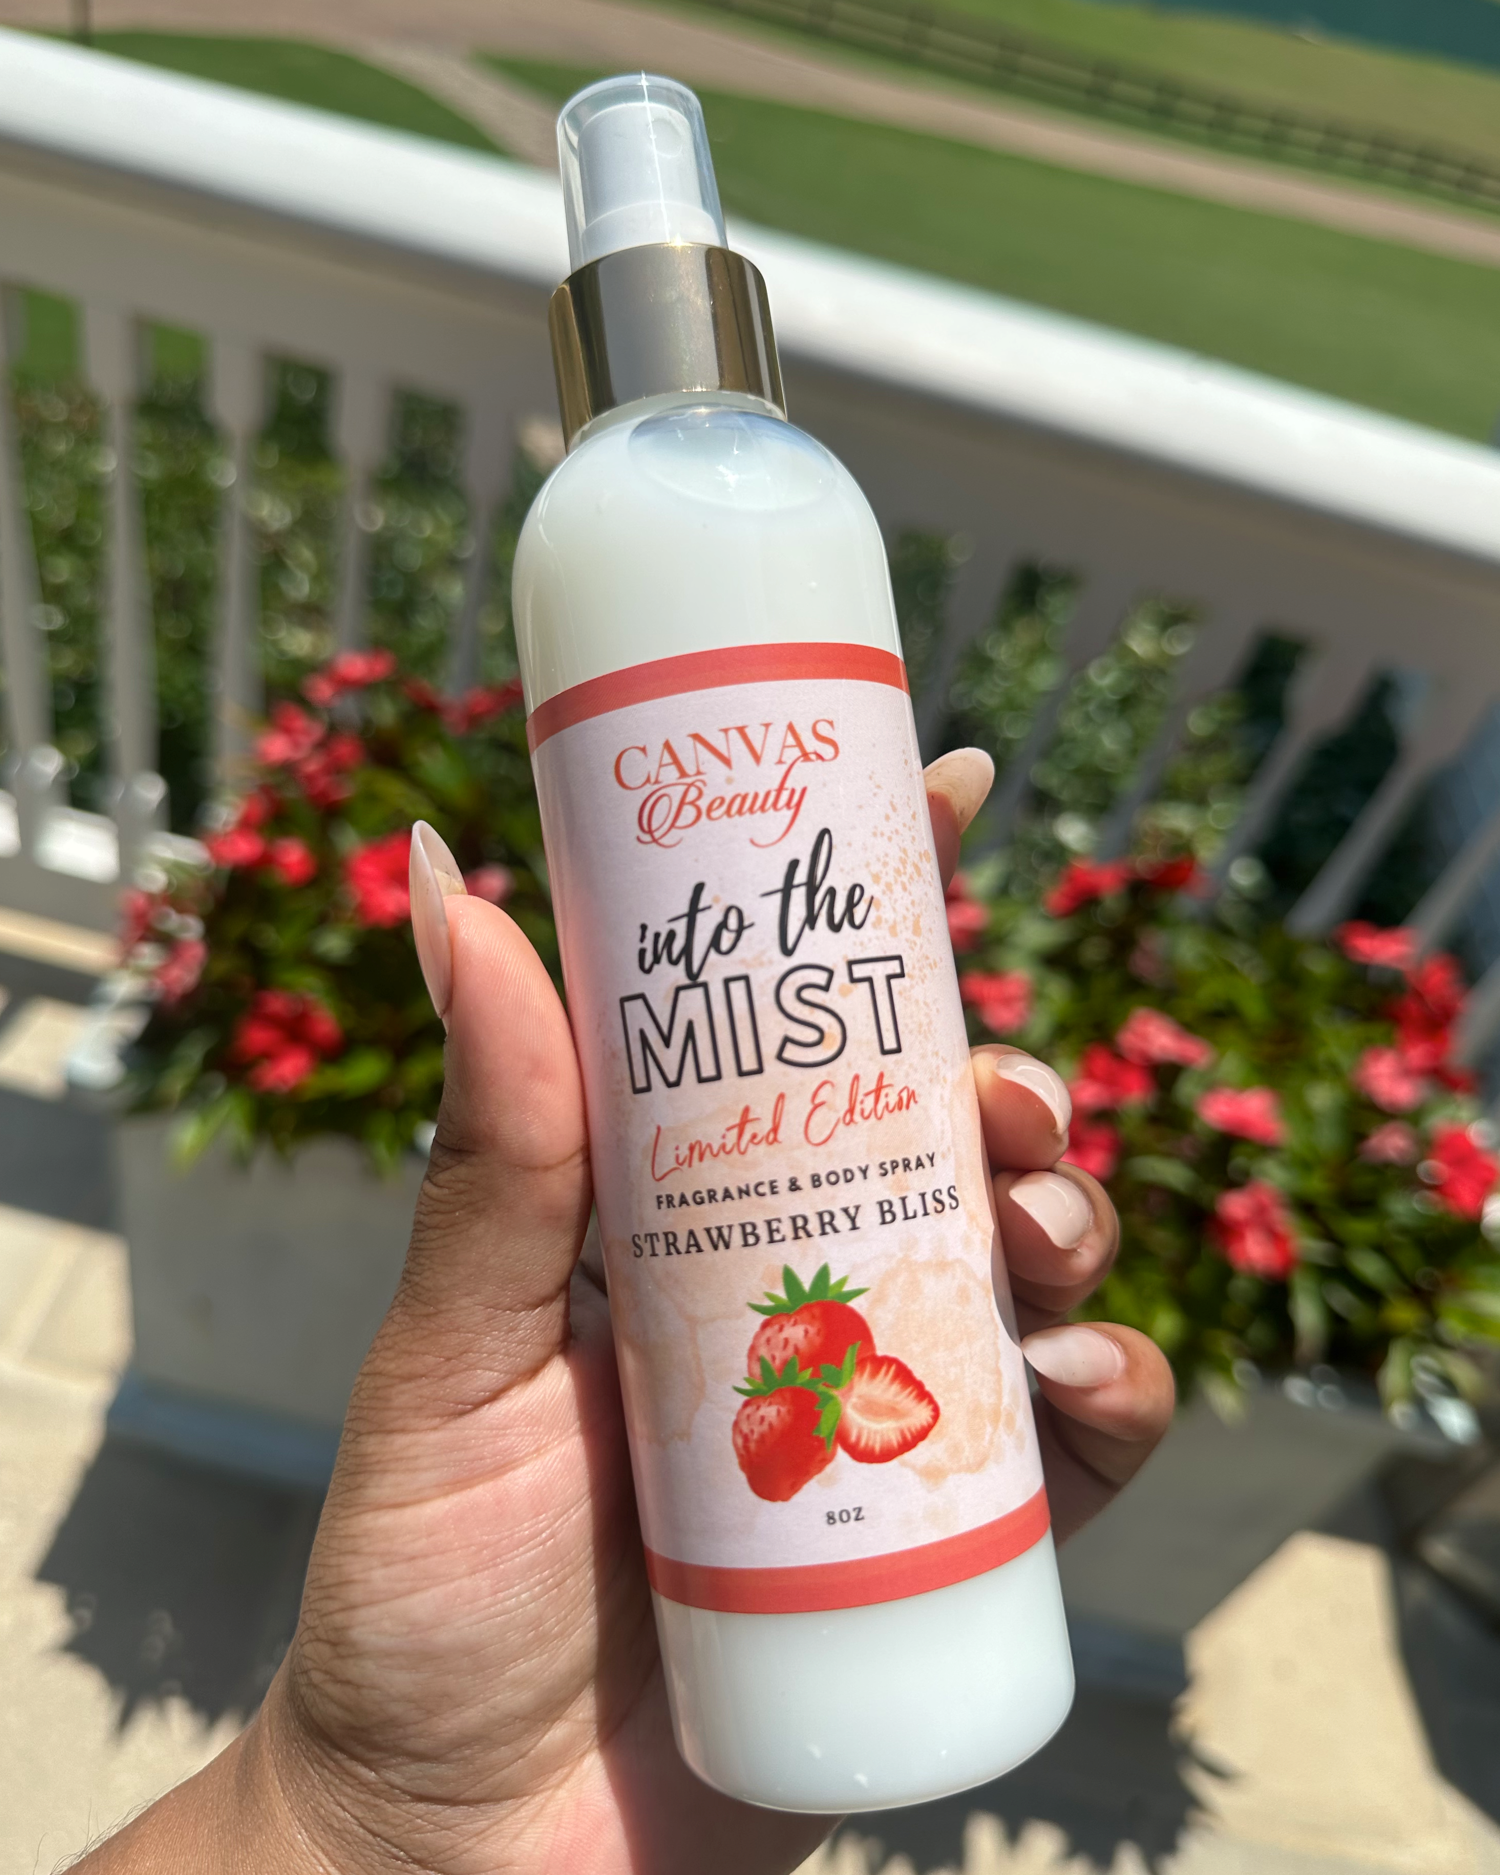 CANVAS
Beauty
into the
MIST
Limited Edition
FRAGRANCE & BODY SPRAY
STRAWBERRY BLISS
8OZ